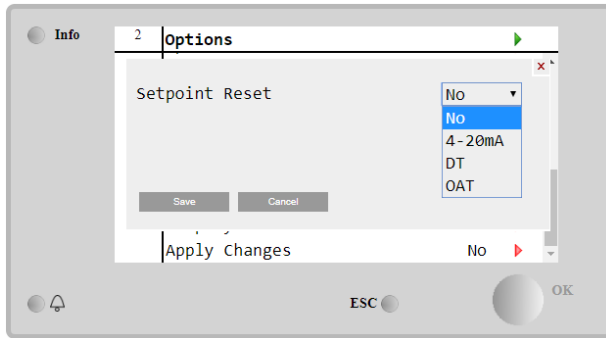 Info
2 Options
x
Setpoint Reset No
No
4-20mA
DT
OAT
Save Cancel
Apply Changes No
ESC
OK